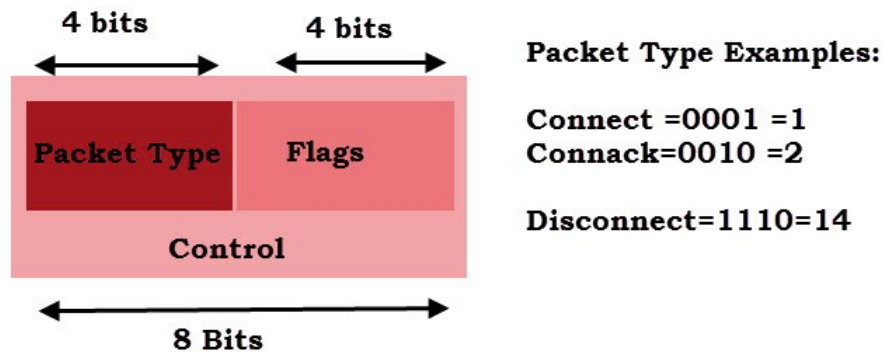 4 bits
4 bits
Packet Type
Flags
Control
8 Bits
Packet Type Examples:
Connect =0001 =1
Connack=0010 =2
Disconnect=1110=14